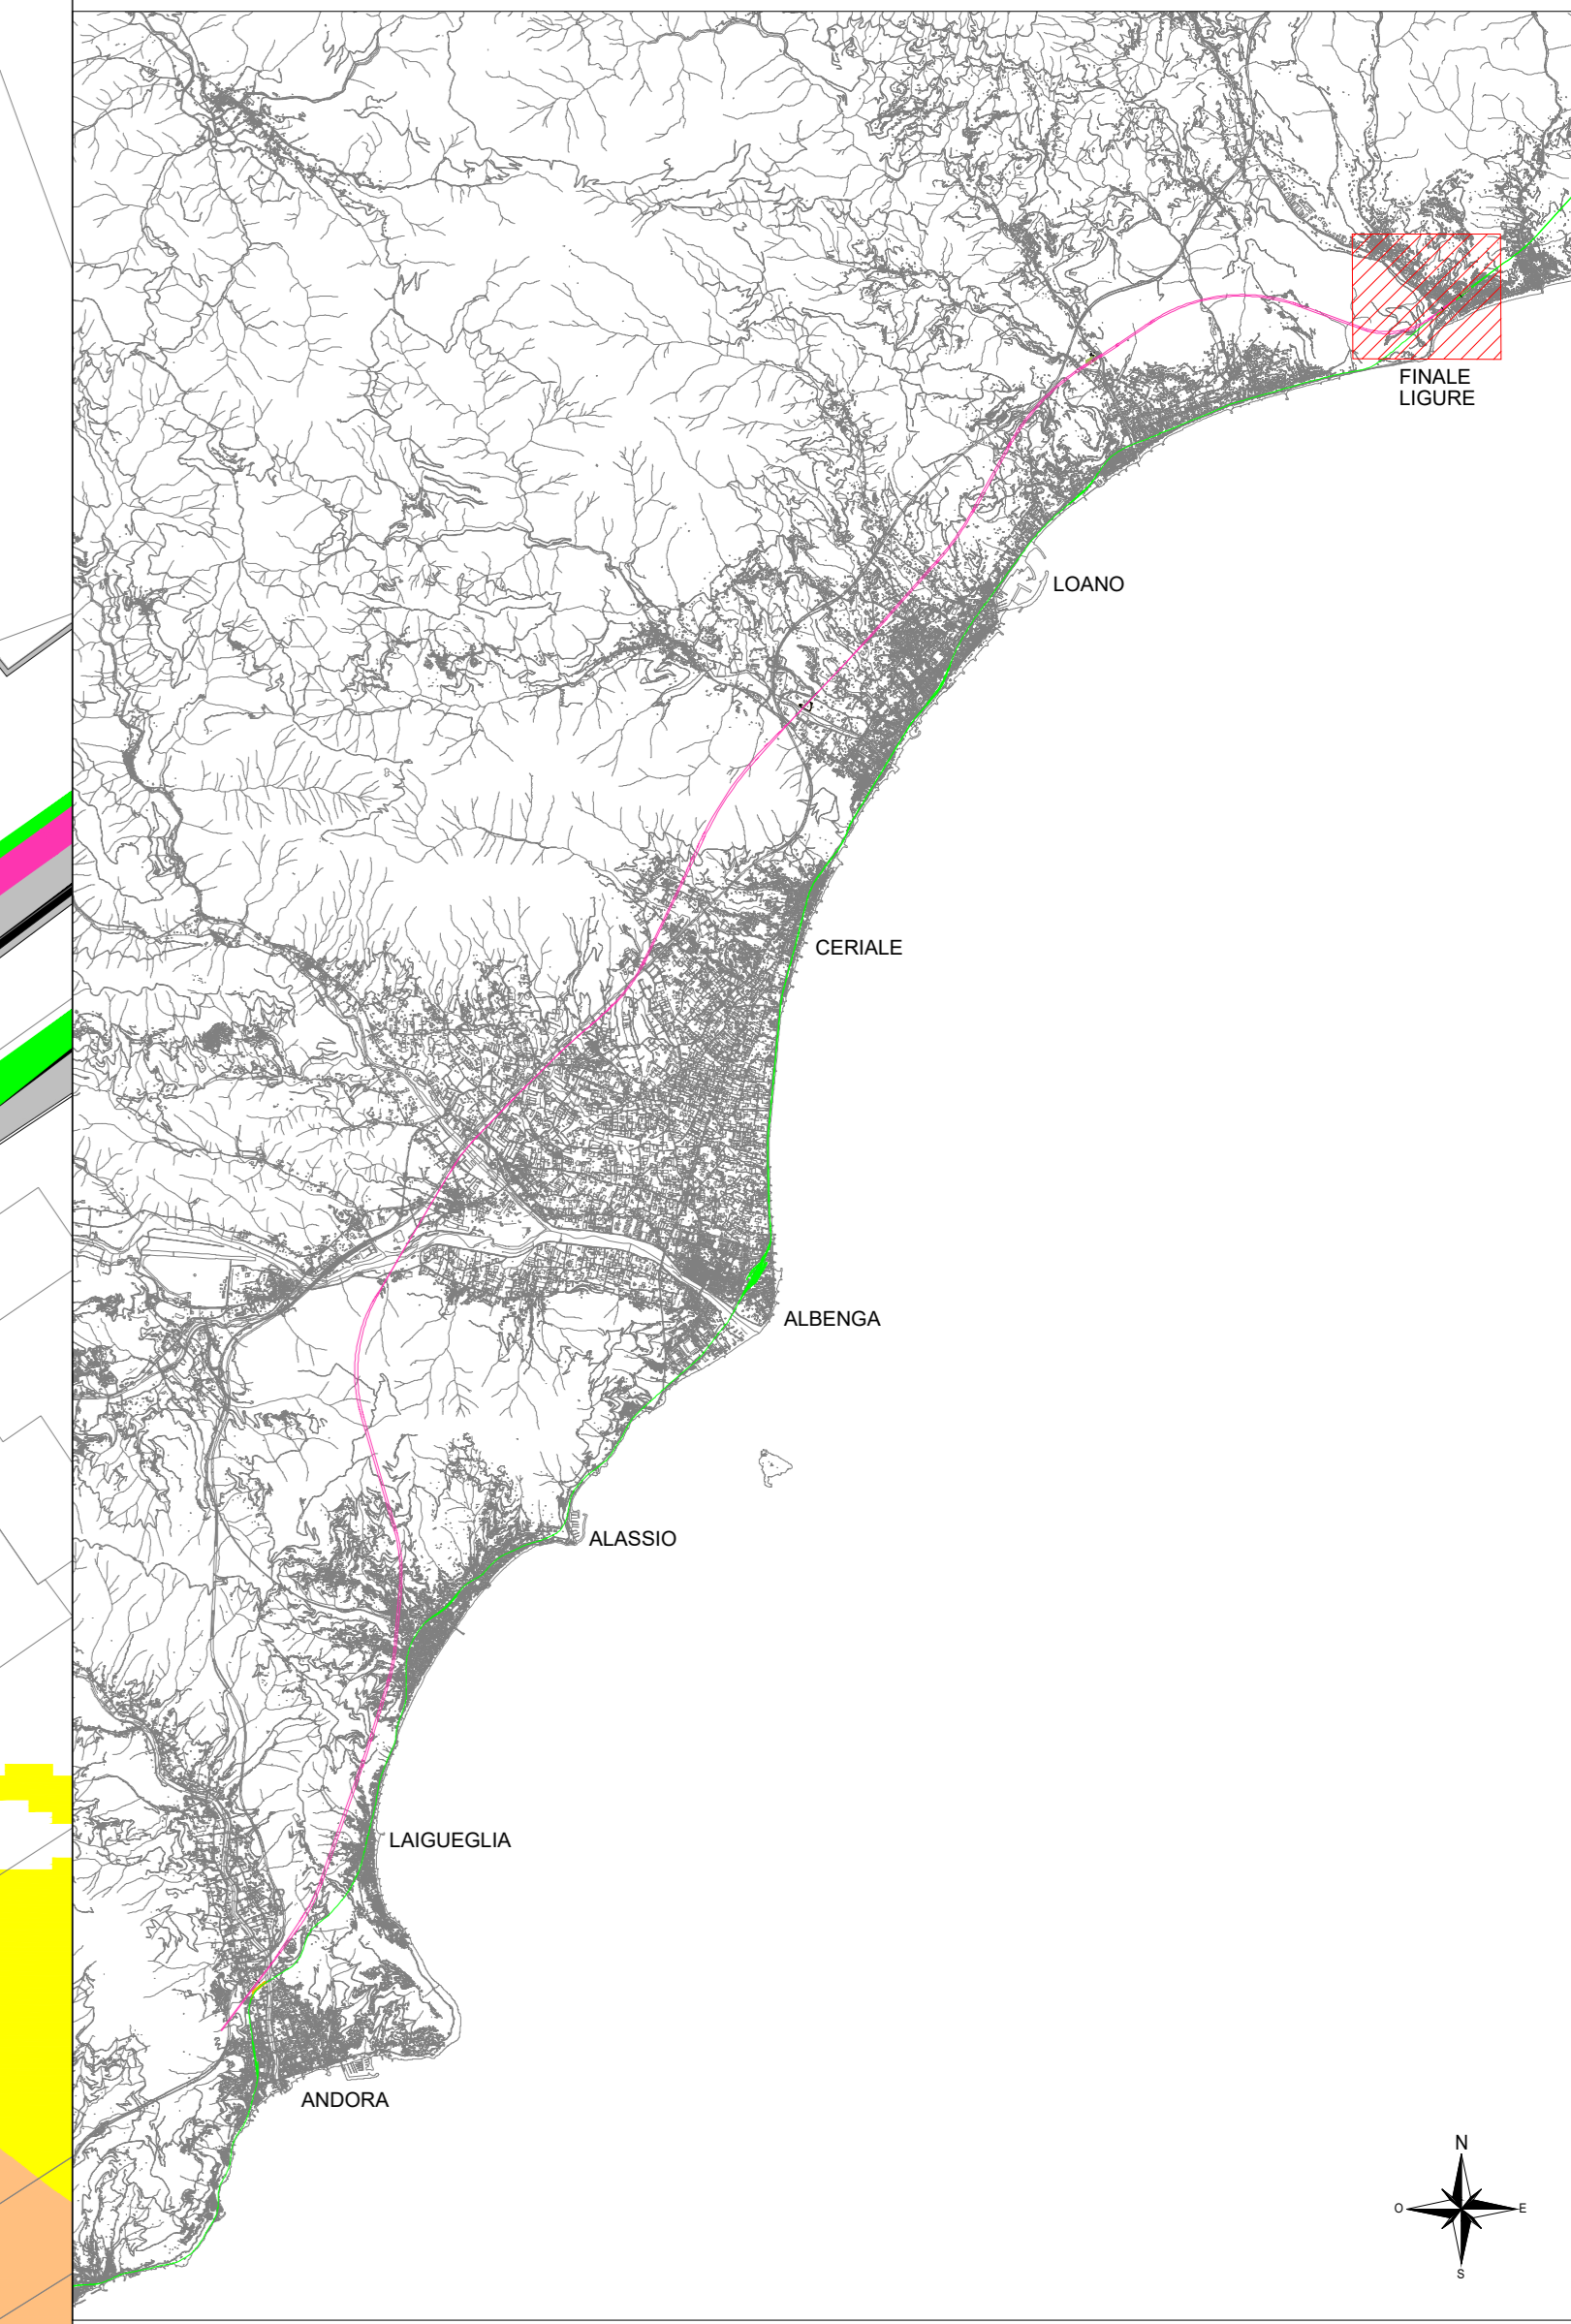 FINALE
LIGURE
LOANO
CERIALE
ALBENGA
ALASSIO
LAIGUEGLIA
ANDORA
N
O
E
S